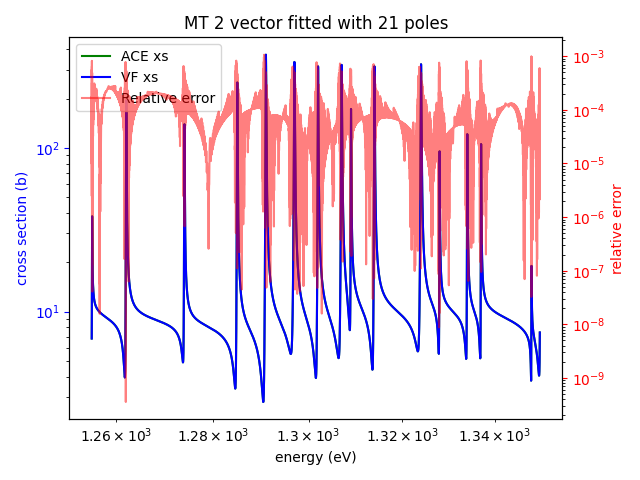 MT 2 vector fitted with 21 poles
ACE xs
VF xs
Relative error
10²
10¹
cross section (b)
10⁻³
10⁻⁴
10⁻⁵
10⁻⁶
10⁻⁷
10⁻⁸
10⁻⁹
relative error
1.26 × 10³
1.28 × 10³
1.3 × 10³
1.32 × 10³
1.34 × 10³
energy (eV)